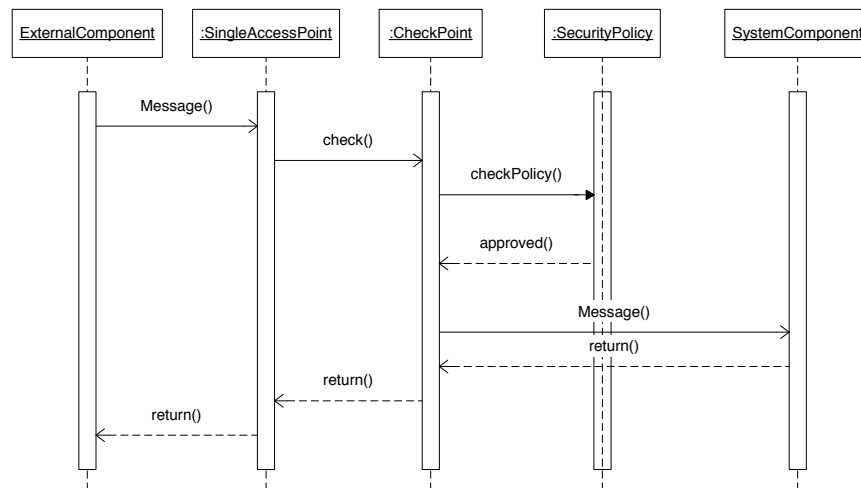 ExternalComponent
:SingleAccessPoint
:CheckPoint
:SecurityPolicy
SystemComponent
Message()
check()
checkPolicy()
approved()
Message()
return()
return()
return()